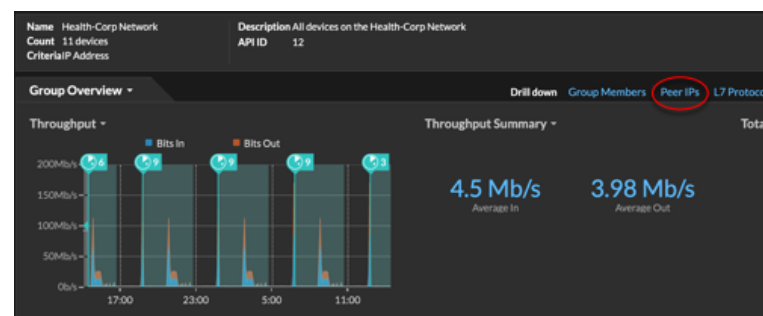 Name Health-Corp Network Description All devices on the Health-Corp Network
Count 11 devices API ID 12
Criteria IP Address
Group Overview Drill down Group Members Peer IPs L7 Protoco
Throughput Throughput Summary Tota
Bits In Bits Out
6 9 9 9 3
200Mb/s
150Mb/s
100Mb/s
50Mb/s
0b/s
17:00 23:00 5:00 11:00
4.5 Mb/s 3.98 Mb/s
Average In Average Out